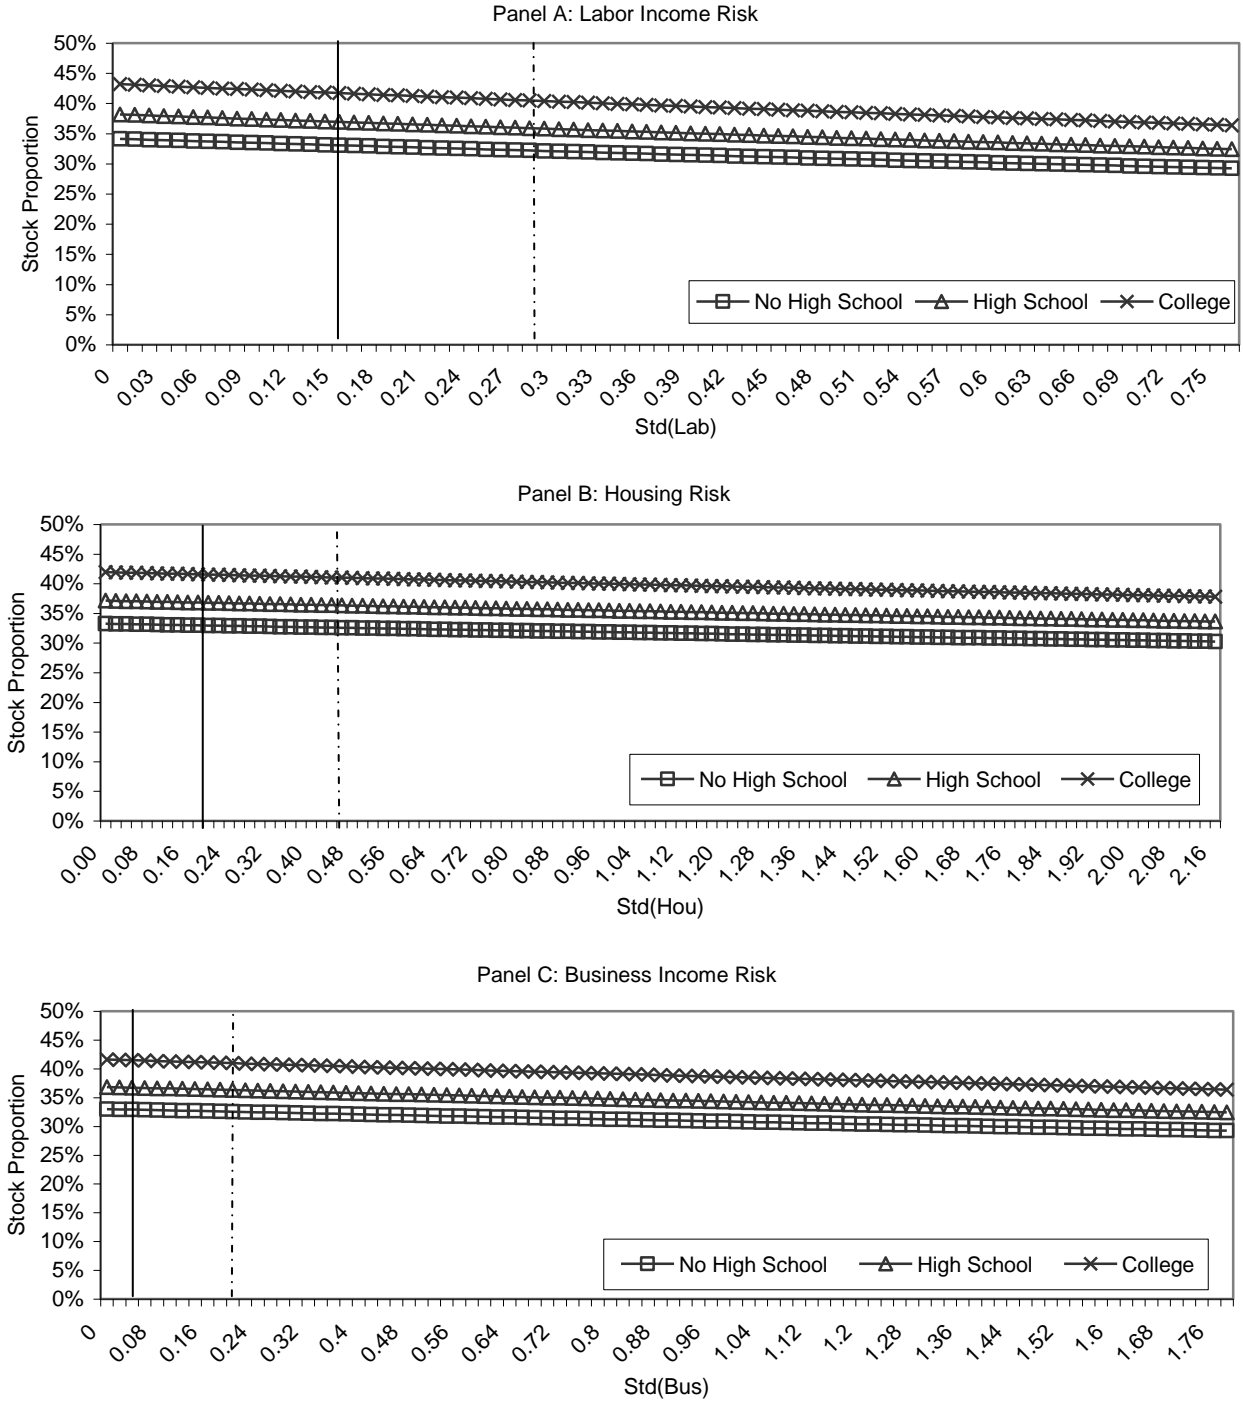 Panel A: Labor Income Risk
50%
45%
40%
35%
30%
25%
20%
15%
10%
5%
0%
Stock Proportion
No High School High School College
0 0.03 0.06 0.09 0.12 0.15 0.18 0.21 0.24 0.27 0.3 0.33 0.36 0.39 0.42 0.45 0.48 0.51 0.54 0.57 0.6 0.63 0.66 0.69 0.72 0.75
Std(Lab)
Panel B: Housing Risk
50%
45%
40%
35%
30%
25%
20%
15%
10%
5%
0%
Stock Proportion
No High School High School College
0.00 0.08 0.16 0.24 0.32 0.40 0.48 0.56 0.64 0.72 0.80 0.88 0.96 1.04 1.12 1.20 1.28 1.36 1.44 1.52 1.60 1.68 1.76 1.84 1.92 2.00 2.08 2.16
Std(Hou)
Panel C: Business Income Risk
50%
45%
40%
35%
30%
25%
20%
15%
10%
5%
0%
Stock Proportion
No High School High School College
0 0.08 0.16 0.24 0.32 0.4 0.48 0.56 0.64 0.72 0.8 0.88 0.96 1.04 1.12 1.2 1.28 1.36 1.44 1.52 1.6 1.68 1.76
Std(Bus)